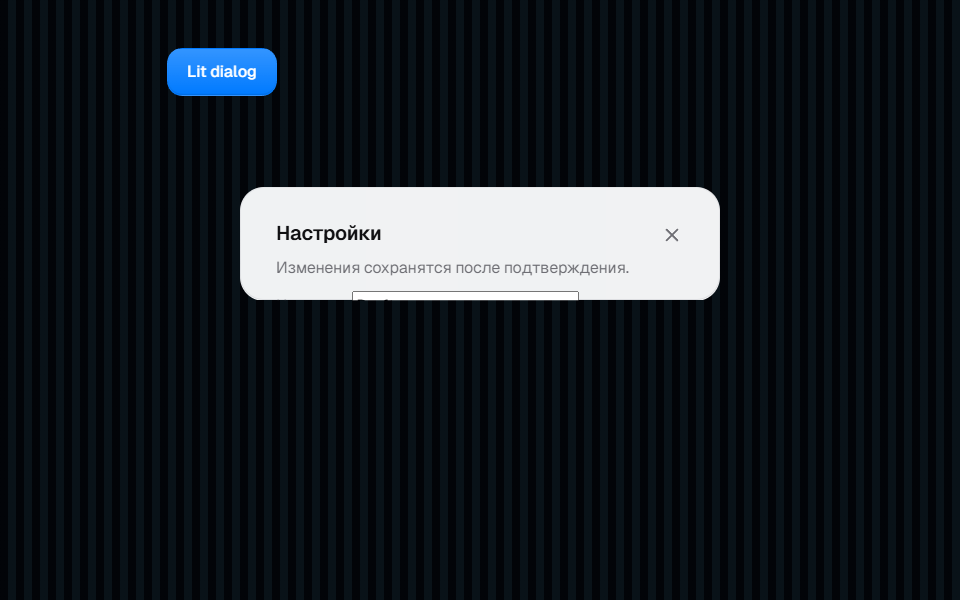 Lit dialog
Настройки
Изменения сохранятся после подтверждения.